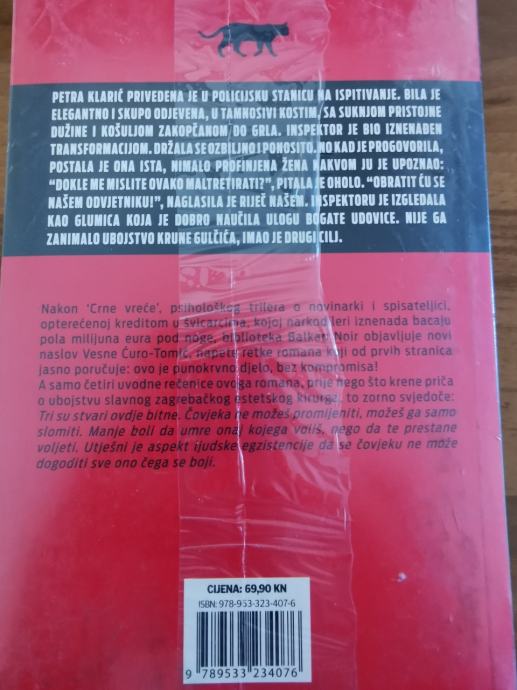 PETRA KLARIĆ PRIVEDENA JE U POLICIJSKU STANICU NA ISPITIVANJE. BILA JE
ELEGANTNO I SKUPO ODJEVENA, U TAMNOSIVI KOSTIM, SA SUKNJOM PRISTOJNE
DUŽINE I KOŠULJOM ZAKOPČANOM DO GRLA. INSPEKTOR JE BIO IZNENAĐEN
TRANSFORMACIJOM. DRŽALA SE OZBILJNO I PONOSITO. NO KAD JE PROGOVORILA,
POSTALA JE ONA ISTA, NIMALO PROFINJENA ŽENA KAKVOM JU JE UPOZNAO:
“DOKLE ME MISLITE OVAKO MALTRETIRATI?”, PITALA JE OHOLO. “OBRATIT ĆU SE
NAŠEM ODVJETNIKU!”, NAGLASILA JE RIJEČ NAŠEM. INSPEKTORU JE IZGLEDALA
KAO GLUMICA KOJA JE DOBRO NAUČILA ULOGU BOGATE UDOVICE. NIJE GA
ZANIMALO UBOJSTVO KRUNE GULČIĆA, IMAO JE DRUGI CILJ.
Nakon ‘Crne vreće’, psihološkog trilera o novinarki i spisateljici,
opterećenoj kreditom u švicarcima, kojoj narkodileri iznenada bacaju
pola milijuna eura pod noge, biblioteka Balkan Noir objavljuje novi
naslov Vesne Ćuro-Tomić, napete retke romana koji od prvih stranica
jasno poručuje: ovo je punokrvno djelo, bez kompromisa!
A samo četiri uvodne rečenice ovoga romana, prije nego što krene priča
o ubojstvu slavnog zagrebačkog estetskog kirurga, to zorno svjedoče:
Tri su stvari ovdje bitne. Čovjeka ne možeš promijeniti, možeš ga samo
slomiti. Manje boli da umre onaj kojega voliš, nego da te prestane
voljeti. Utješni je aspekt ljudske egzistencije da se čovjeku ne može
dogoditi sve ono čega se boji.
CIJENA: 69,90 KN
ISBN: 978-953-323-407-6
9 789533 234076